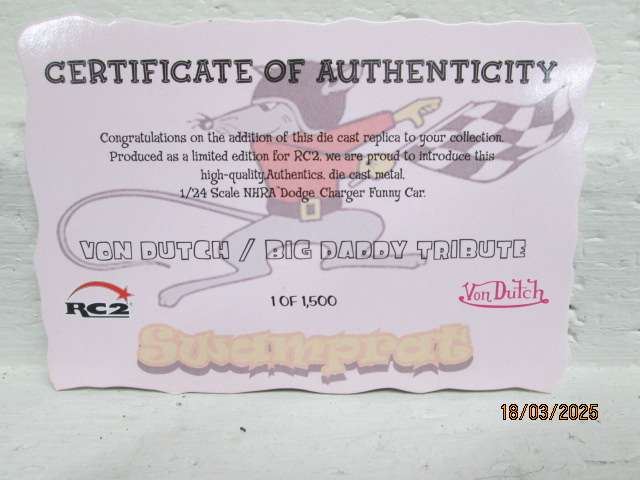 CERTIFICATE OF AUTHENTICITY
Congratulations on the addition of this die cast replica to your collection.
Produced as a limited edition for RC2, we are proud to introduce this
high-quality.Authentics, die cast metal,
1/24 Scale NHRA Dodge Charger Funny Car.
VON DUTCH / BIG DADDY TRIBUTE
RC2
1 OF 1,500
Von Dutch
Swamprat
18/03/2025